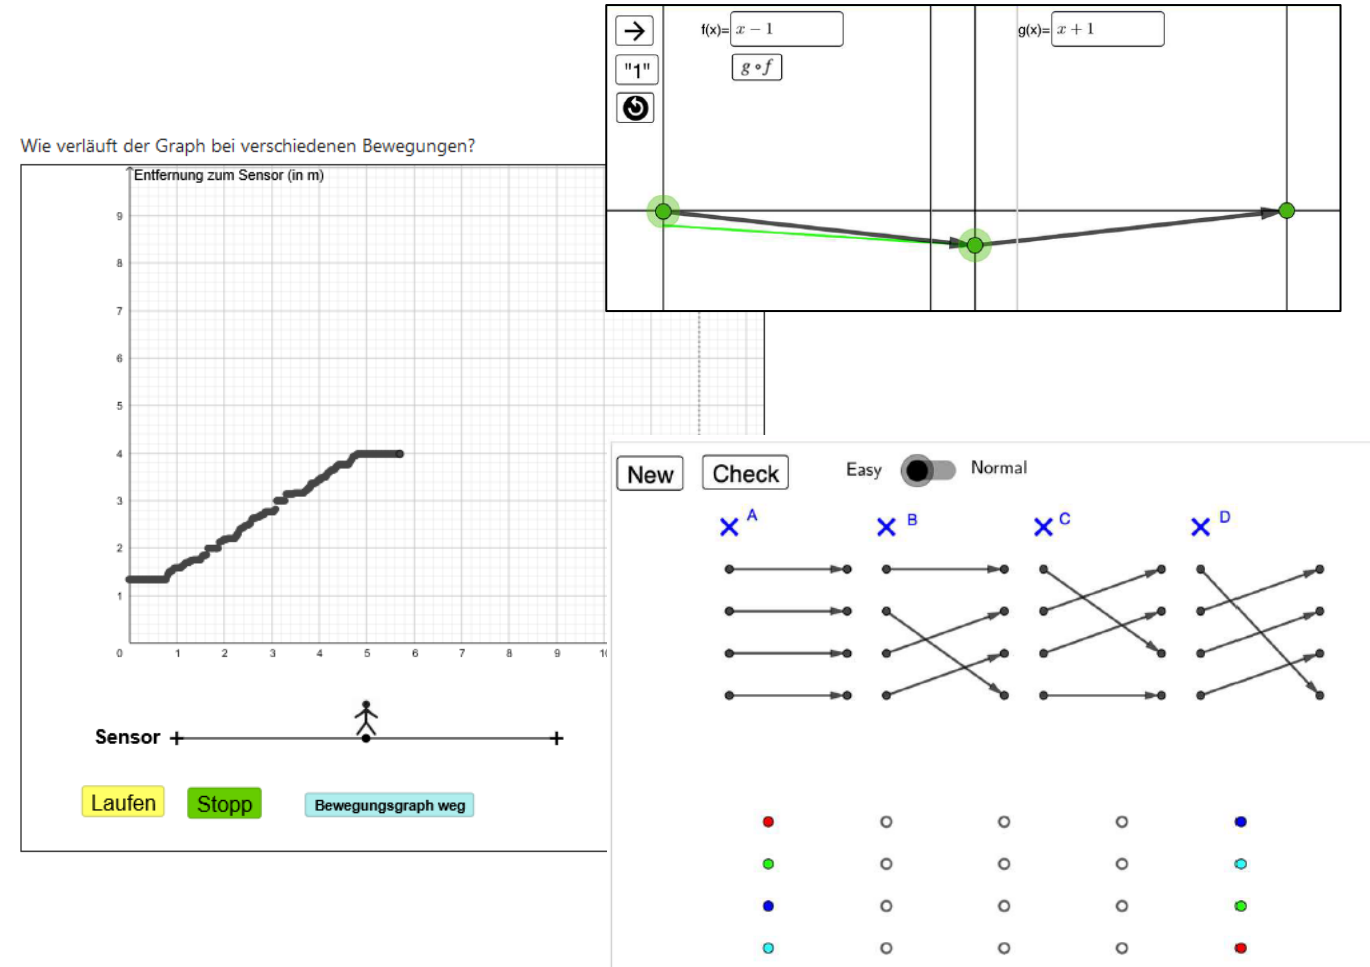 f(x)= x − 1
g(x)= x + 1
"1"
g∘f
Wie verläuft der Graph bei verschiedenen Bewegungen?
Entfernung zum Sensor (in m)
9
8
7
6
5
4
3
2
1
0 1 2 3 4 5 6 7 8 9
Sensor
Laufen
Stopp
Bewegungsgraph weg
New
Check
Easy
Normal
A
B
C
D